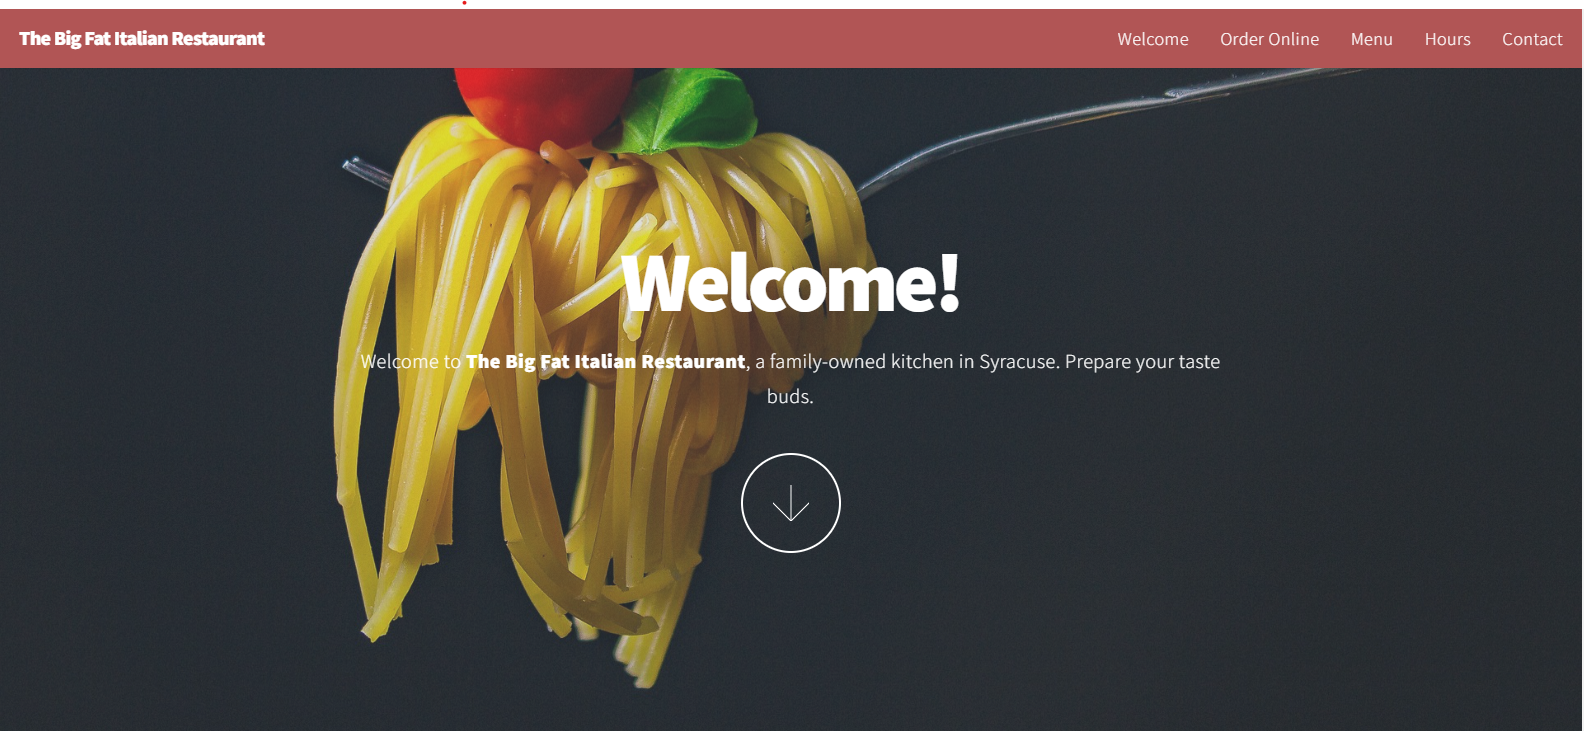 The Big Fat Italian Restaurant
Welcome Order Online Menu Hours Contact
Welcome!
Welcome to The Big Fat Italian Restaurant, a family-owned kitchen in Syracuse. Prepare your taste
buds.